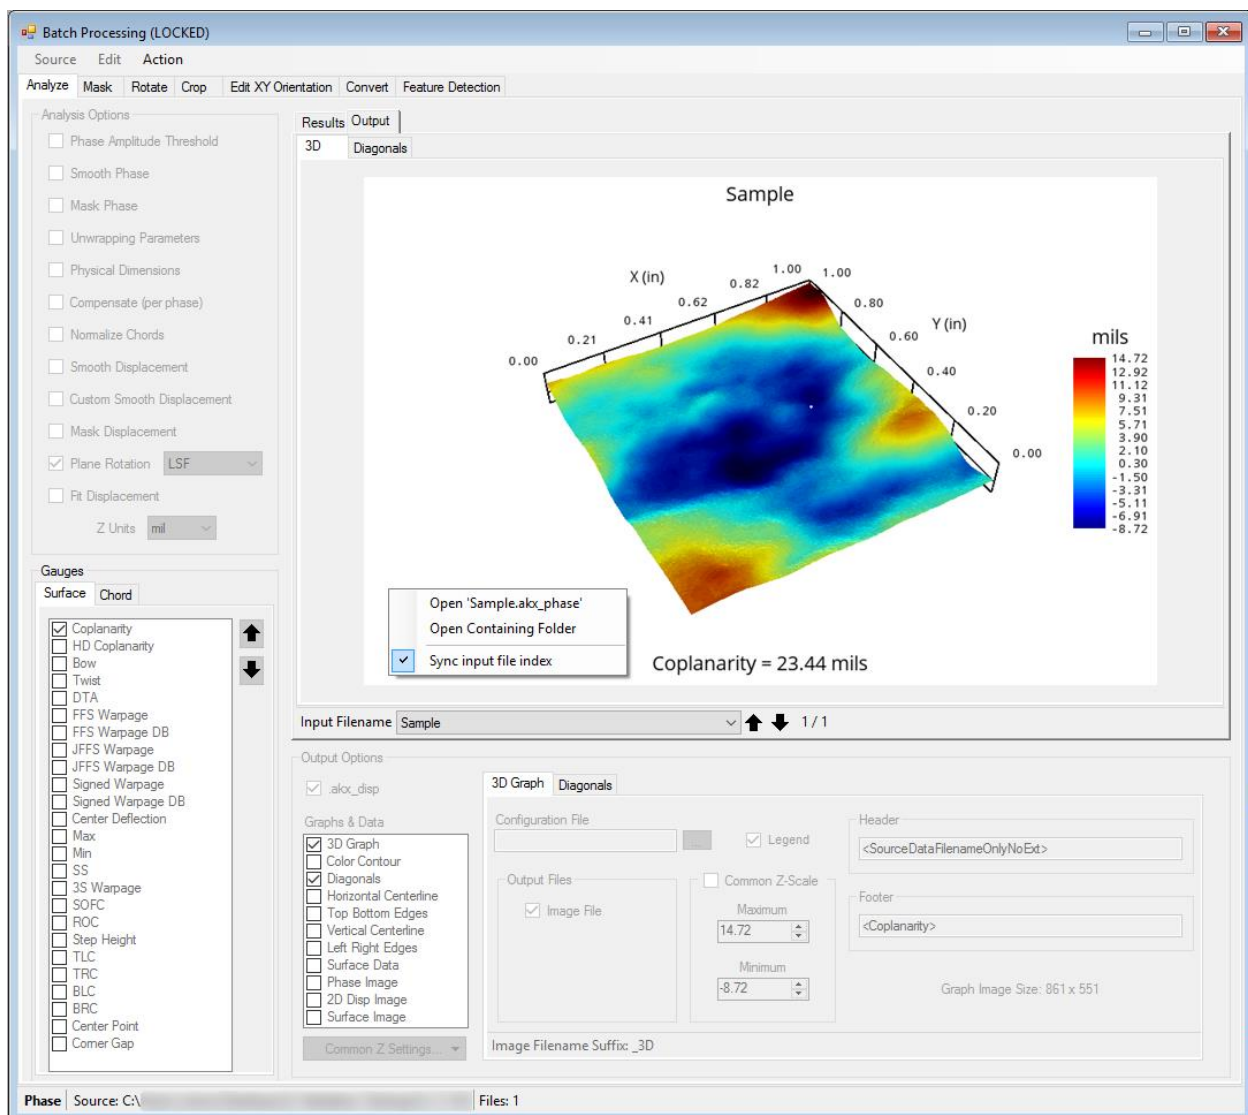 Batch Processing (LOCKED)
Source Edit Action
Analyze Mask Rotate Crop Edit XY Orientation Convert Feature Detection
Analysis Options
Phase Amplitude Threshold
Smooth Phase
Mask Phase
Unwrapping Parameters
Physical Dimensions
Compensate (per phase)
Normalize Chords
Smooth Displacement
Custom Smooth Displacement
Mask Displacement
Plane Rotation LSF
Fit Displacement
Z Units mil
Gauges
Surface Chord
Coplanarity
HD Coplanarity
Bow
Twist
DTA
FFS Warpage
FFS Warpage DB
JFFS Warpage
JFFS Warpage DB
Signed Warpage
Signed Warpage DB
Center Deflection
Max
Min
SS
3S Warpage
SOFC
ROC
Step Height
TLC
TRC
BLC
BRC
Center Point
Corner Gap
Results Output
3D Diagonals
Sample
X (in)
0.00 0.21 0.41 0.62 0.82 1.00
Y (in)
1.00 0.80 0.60 0.40 0.20 0.00
mils
14.72
12.92
11.12
9.31
7.51
5.71
3.90
2.10
0.30
-1.50
-3.31
-5.11
-6.91
-8.72
Open 'Sample.akx_phase'
Open Containing Folder
Sync input file index
Coplanarity = 23.44 mils
Input Filename Sample 1 / 1
Output Options
.akx_disp
Graphs & Data
3D Graph
Color Contour
Diagonals
Horizontal Centerline
Top Bottom Edges
Vertical Centerline
Left Right Edges
Surface Data
Phase Image
2D Disp Image
Surface Image
Common Z Settings...
3D Graph Diagonals
Configuration File
... Legend
Output Files
Image File
Common Z-Scale
Maximum
14.72
Minimum
-8.72
Header
<SourceDataFilenameOnlyNoExt>
Footer
<Coplanarity>
Graph Image Size: 861 x 551
Image Filename Suffix: _3D
Phase Source: C:\ Files: 1